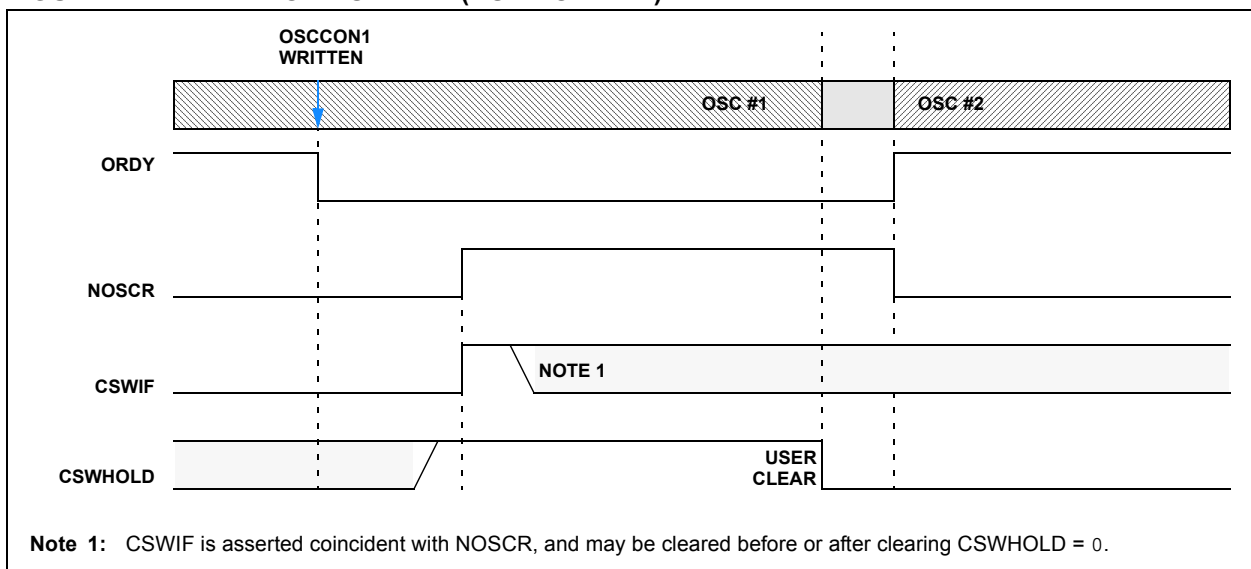 OSCCON1
WRITTEN
OSC #1
OSC #2
ORDY
NOSCR
CSWIF
NOTE 1
CSWHOLD
USER
CLEAR
Note 1: CSWIF is asserted coincident with NOSCR, and may be cleared before or after clearing CSWHOLD = 0.